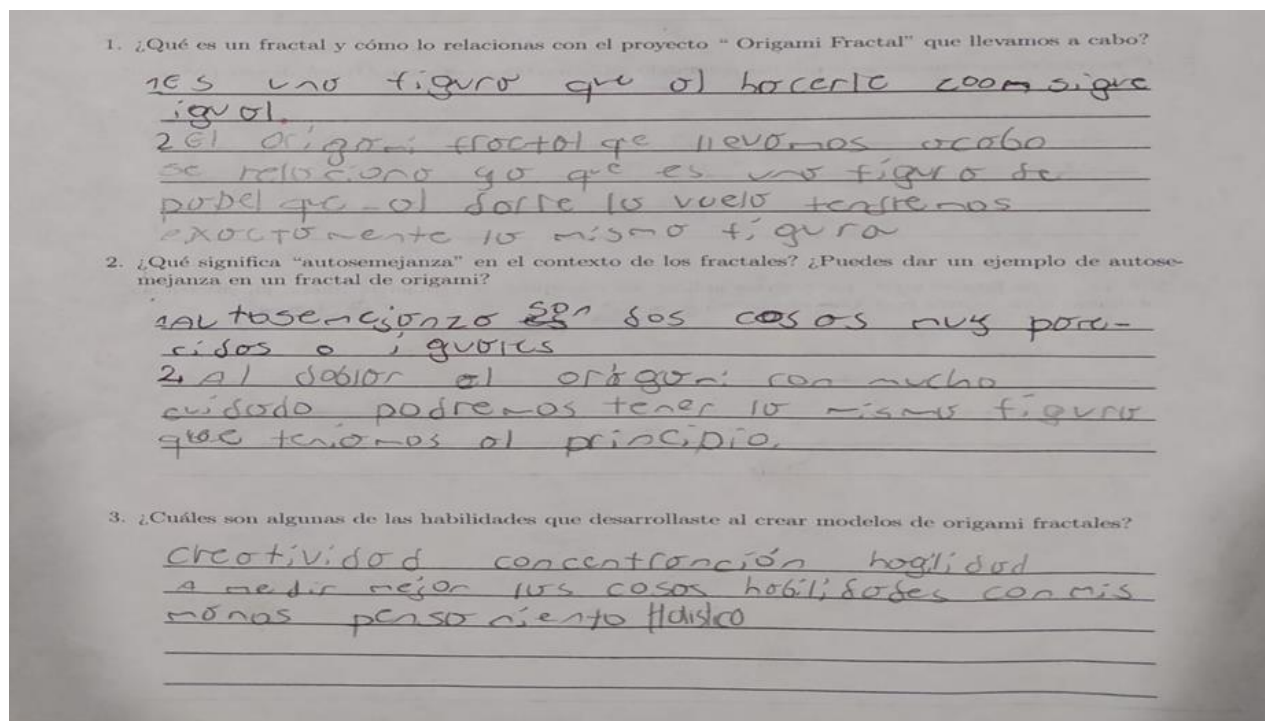 1. ¿Qué es un fractal y cómo lo relacionas con el proyecto “ Origami Fractal” que llevamos a cabo?
1Es una figura que al hacerle zoom sigue
igual.
2 El origami fractal qe llevamos acabo
se relaciona ya qe es una figura de
papel qe al darle la vuelta tendremos
exactamente la misma figura
2. ¿Qué significa “autosemejanza” en el contexto de los fractales? ¿Puedes dar un ejemplo de autose-
mejanza en un fractal de origami?
son dos cosas muy pare-
cidas o iguales
2. Al doblar el origami con mucho
cuidado podremos tener la misma figura
que teniamos al principio.
3. ¿Cuáles son algunas de las habilidades que desarrollaste al crear modelos de origami fractales?
Creatividad concentranción hagilidad
A medir mejor las cosas habilidades con mis
mános pensamiento